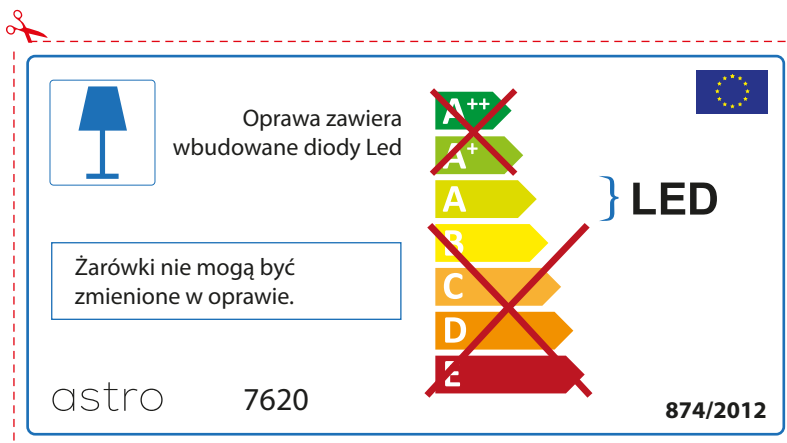 Oprawa zawiera
wbudowane diody Led
A++
A+
A
B
C
D
E
LED
Żarówki nie mogą być
zmienione w oprawie.
astro 7620
874/2012